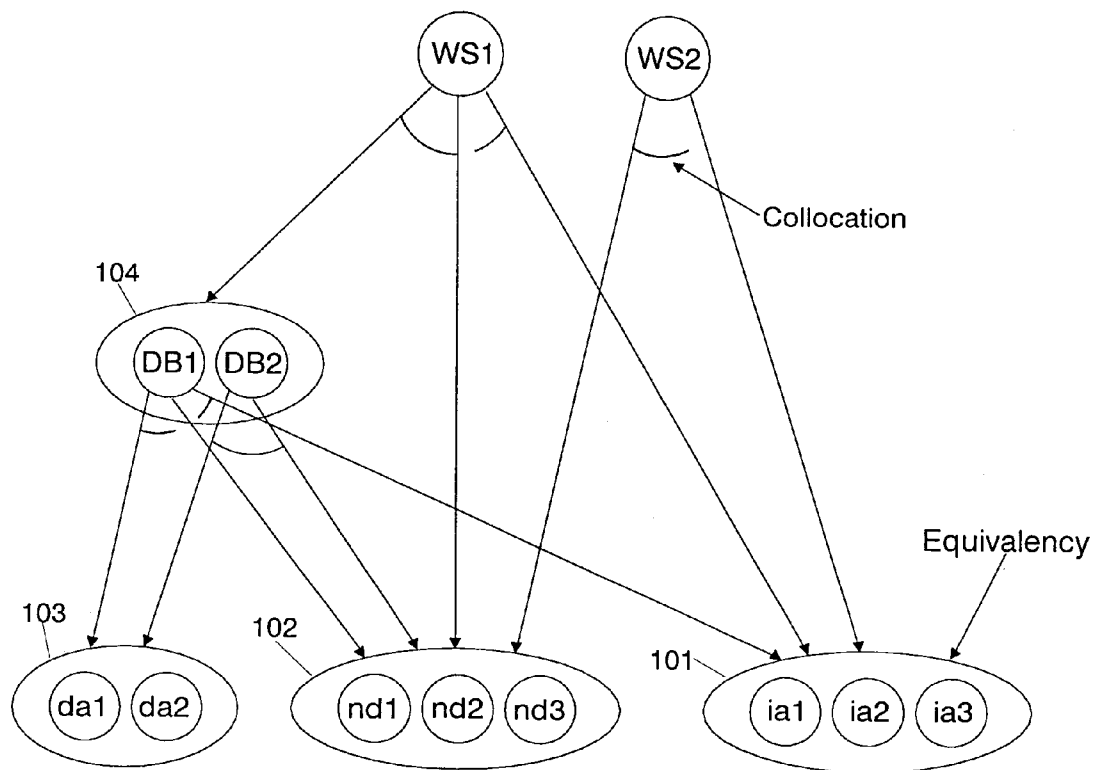 WS1 WS2
Collocation
104
DB1 DB2
Equivalency
103
102
101
da1 da2
nd1 nd2 nd3
ia1 ia2 ia3